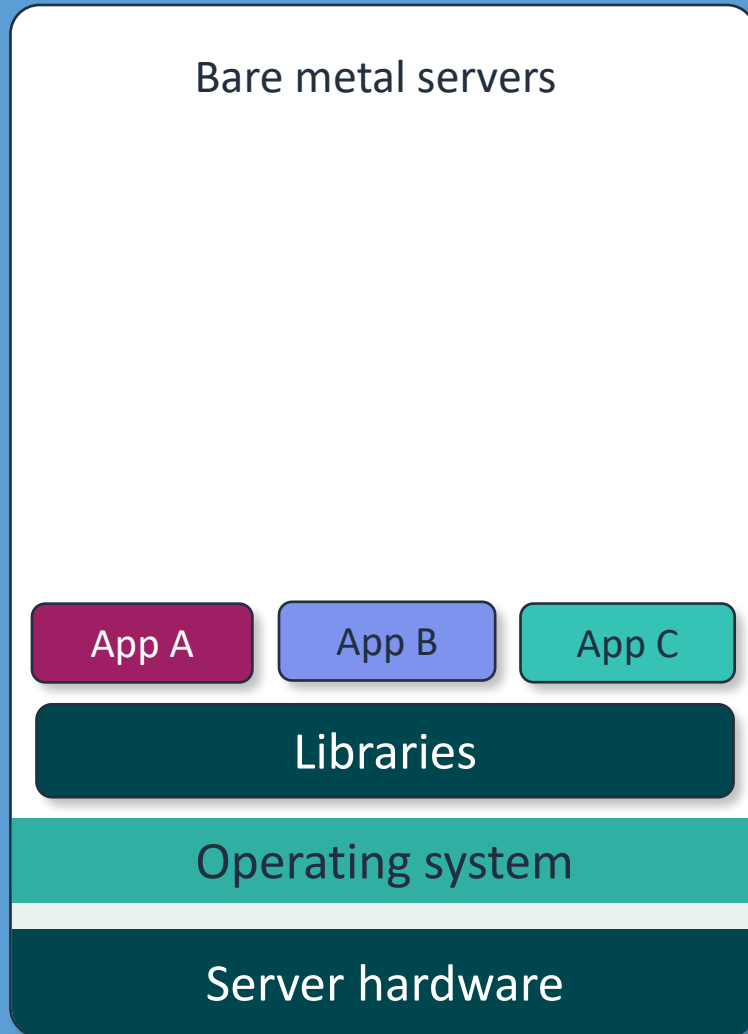 Bare metal servers
App A
App B
App C
Libraries
Operating system
Server hardware